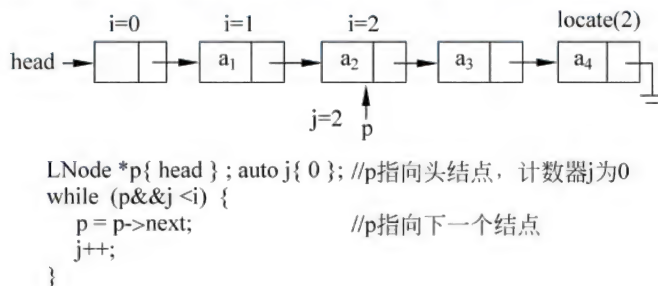 i=0 i=1 i=2 locate(2)
head a₁ a₂ a₃ a₄
j=2 p
LNode *p{ head } ; auto j{ 0 }; //p指向头结点，计数器j为0
while (p&&j <i) {
p = p->next; //p指向下一个结点
j++;
}